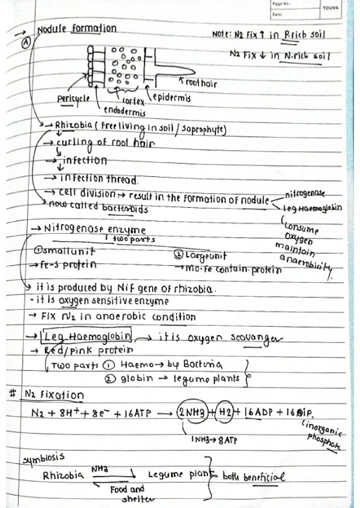 Page No.:
Date:
YOUVA
→ Nodule formation
Note: N2 Fix ↑ in P.rich soil
N2 Fix ↓ in N.rich soil
(A)
root hair
pericycle
cortex
epidermis
endodermis
→ Rhizobia (free living in soil / saprophyte)
→ curling of root hair
→ infection
→ infection thread.
→ cell division → result in the formation of nodule
nitrogenase
leg Haemoglobin
→ now called bacteroids
(consume
oxygen
maintain
anaerobicity)
→ Nitrogenase enzyme
two parts
① small unit
② Large unit
→ Fe-S protein
→ Mo-Fe contain protein
→ it is produced by Nif gene of rhizobia.
- it is oxygen sensitive enzyme
→ Fix N2 in anaerobic condition
→ Leg Haemoglobin → it is oxygen scavanger
→ Red/pink protein
Two parts ① Haemo → by Bacteria
② globin → legume plants
# N2 Fixation
N2 + 8H+ + 8e- + 16ATP → 2NH3 + H2 + 16ADP + 16iP.
(inorganic
phosphate)
1NH3 → 8ATP
symbiosis
Rhizobia NH3 Legume plant both beneficial
Food and
shelter